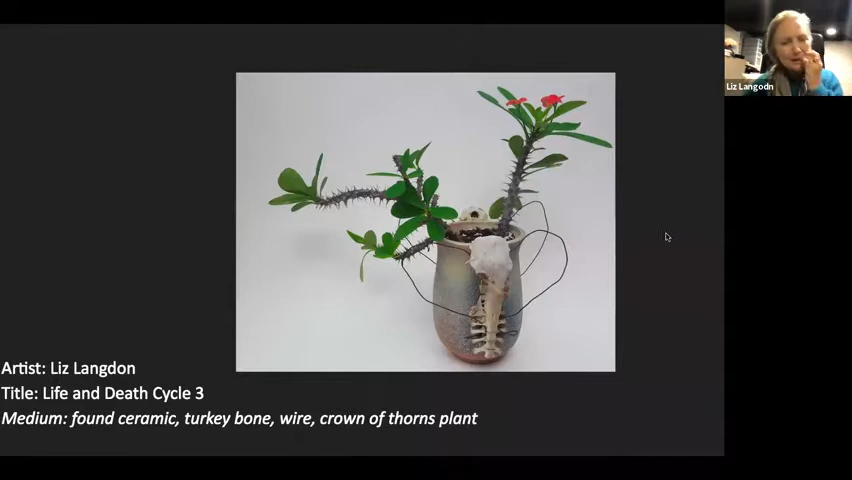 Liz Langodn
Artist: Liz Langdon
Title: Life and Death Cycle 3
Medium: found ceramic, turkey bone, wire, crown of thorns plant